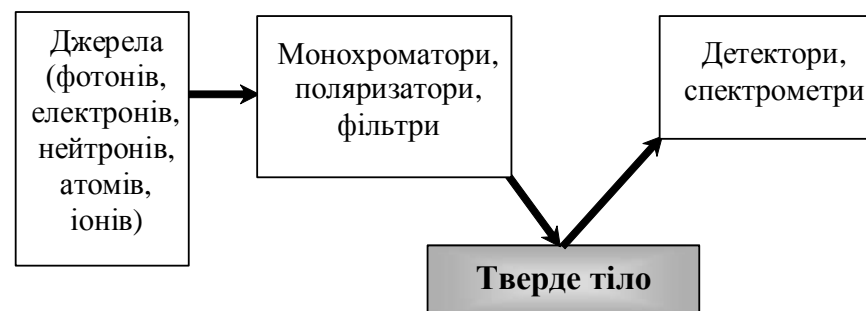 Джерела
(фотонів,
електронів,
нейтронів,
атомів,
іонів)
Монохроматори,
поляризатори,
фільтри
Детектори,
спектрометри
Тверде тіло